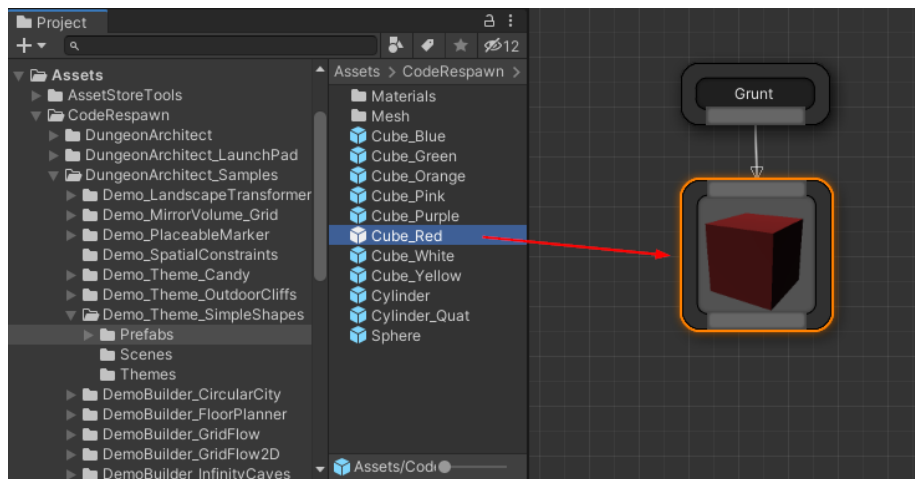 Project
12
Assets
AssetStoreTools
CodeRespawn
DungeonArchitect
DungeonArchitect_LaunchPad
DungeonArchitect_Samples
Demo_LandscapeTransformer
Demo_MirrorVolume_Grid
Demo_PlaceableMarker
Demo_SpatialConstraints
Demo_Theme_Candy
Demo_Theme_OutdoorCliffs
Demo_Theme_SimpleShapes
Prefabs
Scenes
Themes
DemoBuilder_CircularCity
DemoBuilder_FloorPlanner
DemoBuilder_GridFlow
DemoBuilder_GridFlow2D
DemoBuilder_InfinityCaves
Assets > CodeRespawn >
Materials
Mesh
Cube_Blue
Cube_Green
Cube_Orange
Cube_Pink
Cube_Purple
Cube_Red
Cube_White
Cube_Yellow
Cylinder
Cylinder_Quat
Sphere
Assets/Code
Grunt